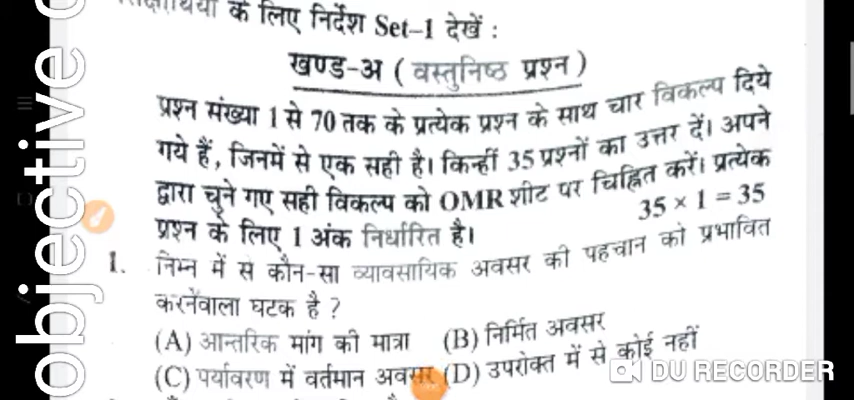 के लिए निर्देश Set–1 देखें :
खण्ड-अ ( वस्तुनिष्ठ प्रश्न )
प्रश्न संख्या 1 से 70 तक के प्रत्येक प्रश्न के साथ चार विकल्प दिये
गये हैं, जिनमें से एक सही है। किन्हीं 35 प्रश्नों का उत्तर दें। अपने
द्वारा चुने गए सही विकल्प को OMR शीट पर चिह्नित करें। प्रत्येक
प्रश्न के लिए 1 अंक निर्धारित है। 35 × 1 = 35
1. निम्न में से कौन-सा व्यावसायिक अवसर की पहचान को प्रभावित
करनेवाला घटक है ?
(A) आन्तरिक मांग की मात्रा (B) निर्मित अवसर
(C) पर्यावरण में वर्तमान अवसर (D) उपरोक्त में से कोई नहीं
objective
DU RECORDER